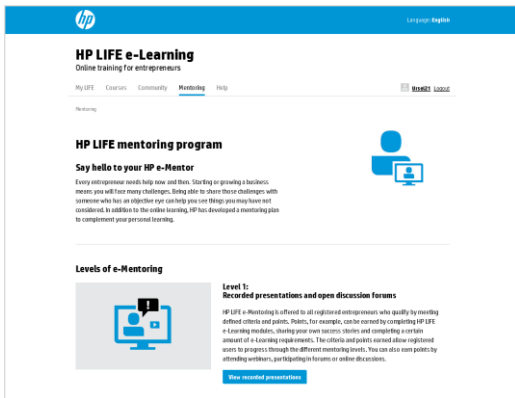 hp
Language: English
HP LIFE e-Learning
Online training for entrepreneurs
My LIFE Courses Community Mentoring Help
Logout
Mentoring
HP LIFE mentoring program
Say hello to your HP e-Mentor
Every entrepreneur needs help now and then. Starting or growing a business
means you will face many challenges. Being able to share those challenges with
someone who has an objective eye can help you see things you may have not
considered. In addition to the online learning, HP has developed a mentoring plan
to complement your personal learning.
Levels of e-Mentoring
!
Level 1:
Recorded presentations and open discussion forums
HP LIFE e-Mentoring is offered to all registered entrepreneurs who qualify by meeting
defined criteria and points. Points, for example, can be earned by completing HP LIFE
e-Learning modules, sharing your own success stories and completing a certain
amount of e-Learning requirements. The criteria and points earned allow registered
users to progress through the different mentoring levels. You can also earn points by
attending webinars, participating in forums or online discussions.
View recorded presentations